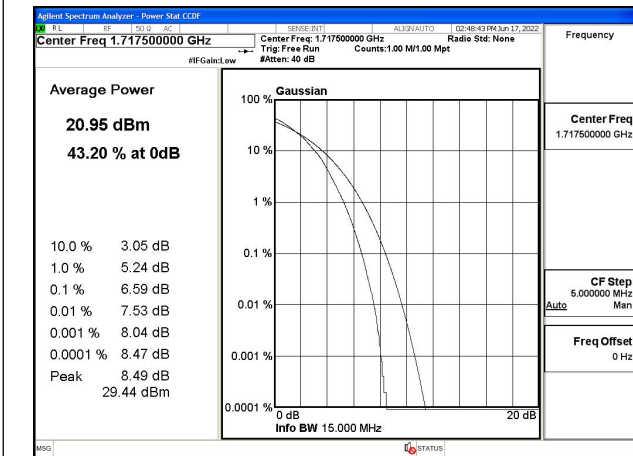 Agilent Spectrum Analyzer - Power Stat CCDF
RL RF 50 Ω AC SENSE:INT ALIGNAUTO 02:48:43 PM Jun 17, 2022
Center Freq 1.717500000 GHz
Center Freq: 1.717500000 GHz Radio Std: None
Trig: Free Run Counts:1.00 M/1.00 Mpt
#IFGain:Low #Atten: 40 dB
Frequency
Average Power
20.95 dBm
43.20 % at 0dB
10.0 % 3.05 dB
1.0 % 5.24 dB
0.1 % 6.59 dB
0.01 % 7.53 dB
0.001 % 8.04 dB
0.0001 % 8.47 dB
Peak 8.49 dB
29.44 dBm
Gaussian
100 %
10 %
1 %
0.1 %
0.01 %
0.001 %
0.0001 %
0 dB 20 dB
Info BW 15.000 MHz
Center Freq
1.717500000 GHz
CF Step
5.000000 MHz
Auto Man
Freq Offset
0 Hz
MSG STATUS